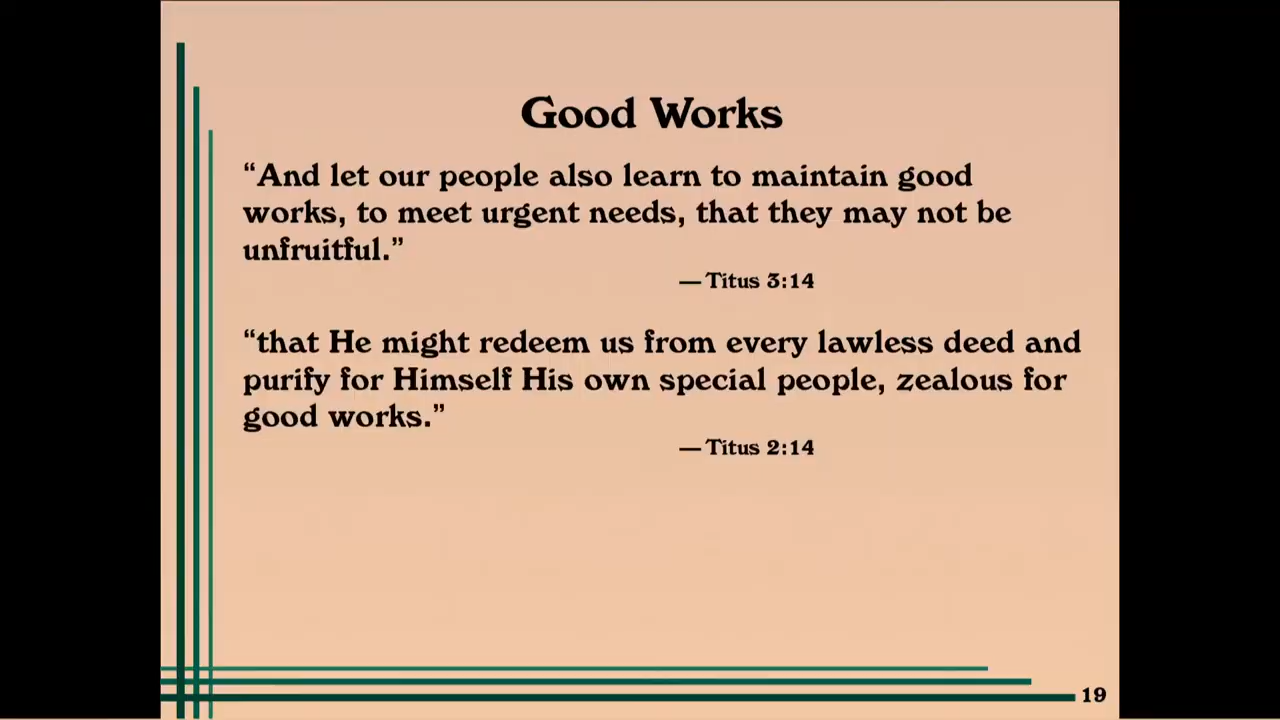 Good Works
“And let our people also learn to maintain good
works, to meet urgent needs, that they may not be
unfruitful.”
— Titus 3:14
“that He might redeem us from every lawless deed and
purify for Himself His own special people, zealous for
good works.”
— Titus 2:14
19